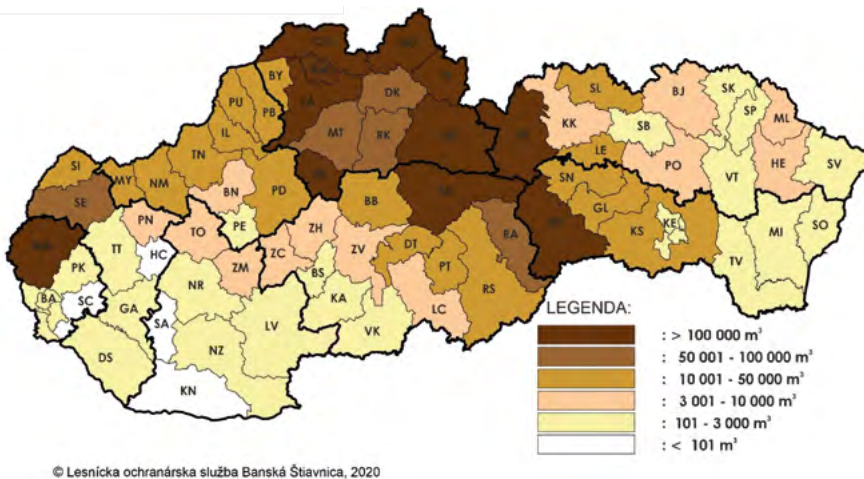 BY
DK
PU
PB
SL
BJ
SK
SP
ML
IL
MT
RK
KK
SB
LE
PO
HE
SV
VT
TN
SI
MY
NM
BN
PD
BB
SN
GL
SE
PN
PE
TO
ZH
ZV
DT
RA
KS
KE
MI
SO
TT
HC
ZM
ZC
PT
TV
PK
NR
BS
KA
RS
BA
SC
GA
SA
LV
LC
VK
DS
NZ
KN
LEGENDA:
: > 100 000 m³
: 50 001 - 100 000 m³
: 10 001 - 50 000 m³
: 3 001 - 10 000 m³
: 101 - 3 000 m³
: < 101 m³
© Lesnícka ochranárska služba Banská Štiavnica, 2020